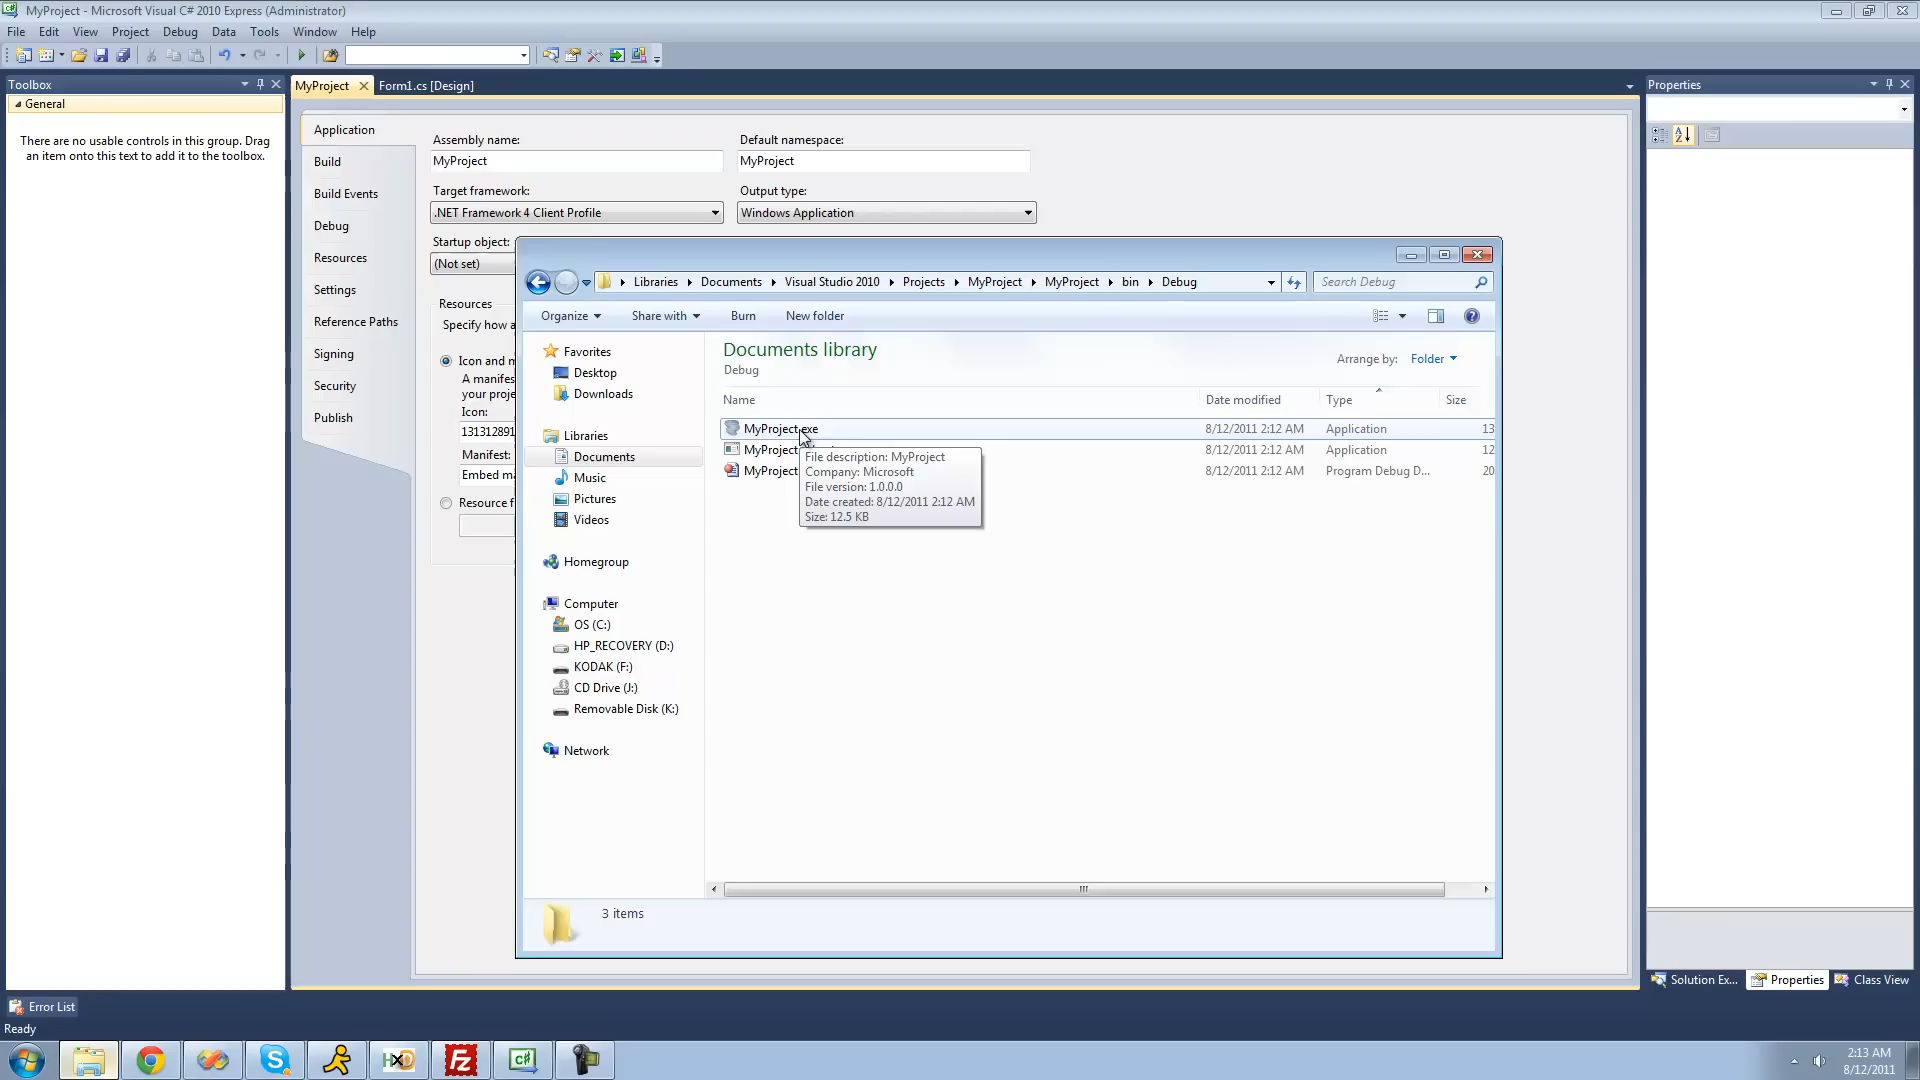 MyProject - Microsoft Visual C# 2010 Express (Administrator)
File Edit View Project Debug Data Tools Window Help
Toolbox
General
There are no usable controls in this group. Drag
an item onto this text to add it to the toolbox.
MyProject
Form1.cs [Design]
Application
Build
Build Events
Debug
Resources
Settings
Reference Paths
Signing
Security
Publish
Assembly name:
MyProject
Default namespace:
MyProject
Target framework:
.NET Framework 4 Client Profile
Output type:
Windows Application
Startup object:
(Not set)
Resources
Specify how a
Icon and m
A manifes
your proje
Icon:
131312891
Manifest:
Embed ma
Resource f
Libraries Documents Visual Studio 2010 Projects MyProject MyProject bin Debug
Search Debug
Organize Share with Burn New folder
Favorites
Desktop
Downloads
Libraries
Documents
Music
Pictures
Videos
Homegroup
Computer
OS (C:)
HP_RECOVERY (D:)
KODAK (F:)
CD Drive (J:)
Removable Disk (K:)
Network
Documents library
Debug
Arrange by: Folder
Name Date modified Type Size
MyProject.exe 8/12/2011 2:12 AM Application 13
MyProject 8/12/2011 2:12 AM Application 12
MyProject 8/12/2011 2:12 AM Program Debug D... 20
File description: MyProject
Company: Microsoft
File version: 1.0.0.0
Date created: 8/12/2011 2:12 AM
Size: 12.5 KB
3 items
Properties
Solution Ex... Properties Class View
Error List
Ready
2:13 AM
8/12/2011